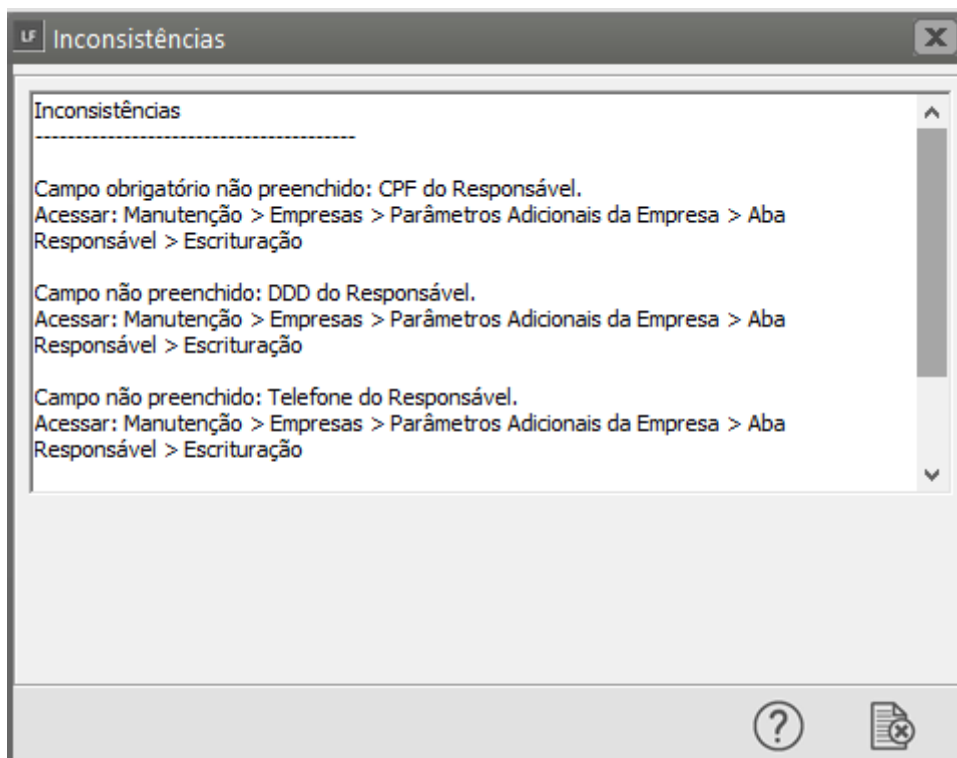 LF Inconsistências
Inconsistências
----------------------------------------
Campo obrigatório não preenchido: CPF do Responsável.
Acessar: Manutenção > Empresas > Parâmetros Adicionais da Empresa > Aba
Responsável > Escrituração
Campo não preenchido: DDD do Responsável.
Acessar: Manutenção > Empresas > Parâmetros Adicionais da Empresa > Aba
Responsável > Escrituração
Campo não preenchido: Telefone do Responsável.
Acessar: Manutenção > Empresas > Parâmetros Adicionais da Empresa > Aba
Responsável > Escrituração